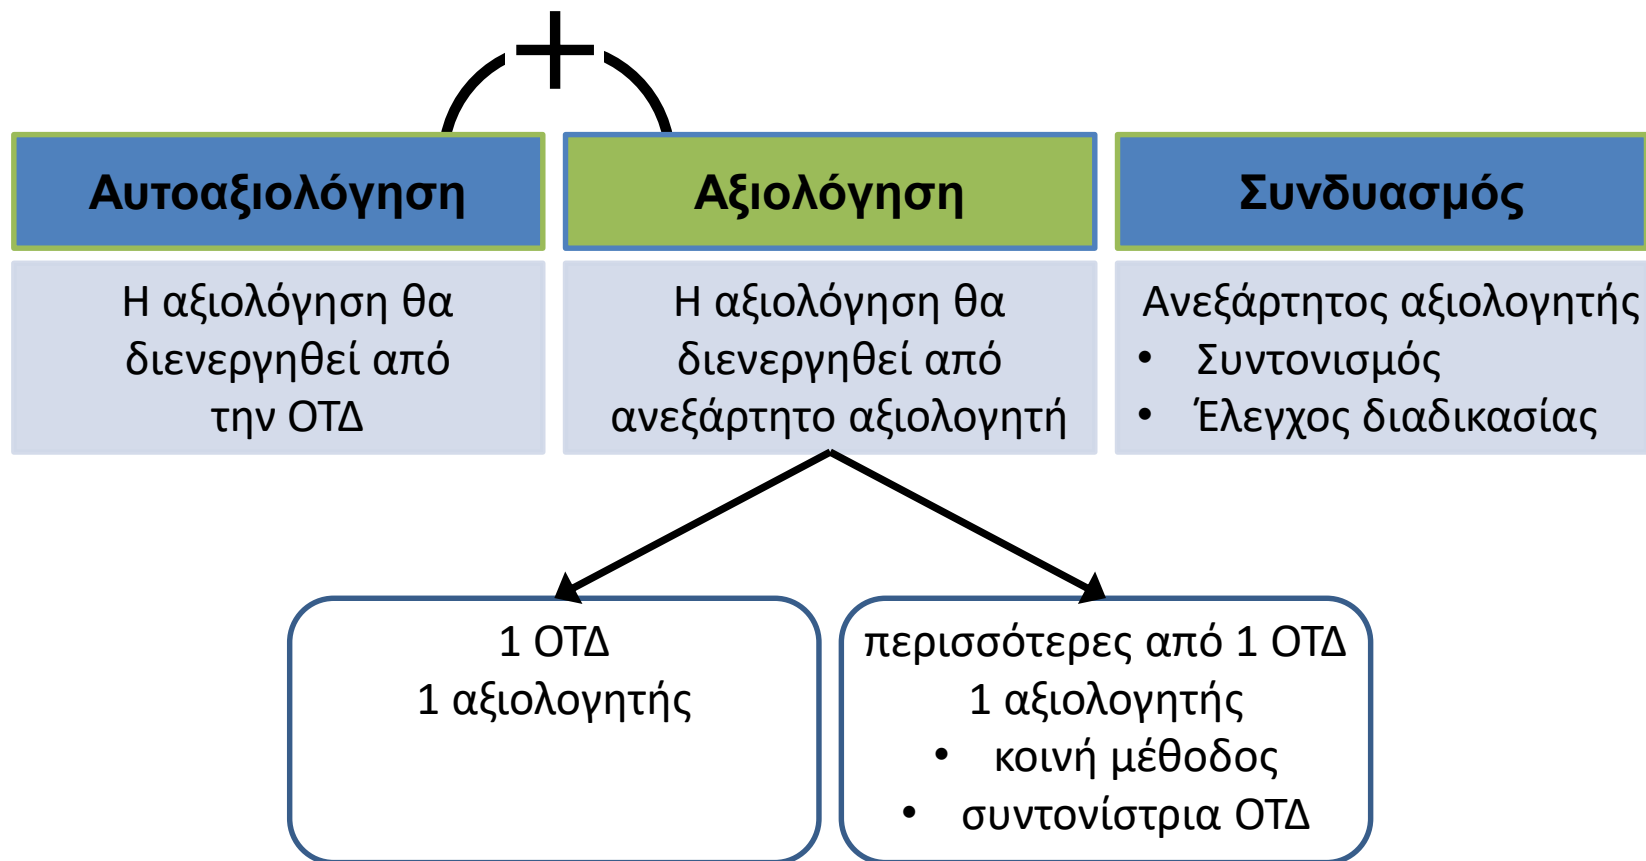 Αυτοαξιολόγηση
Αξιολόγηση
Συνδυασμός
Η αξιολόγηση θα
διενεργηθεί από
την ΟΤΔ
Η αξιολόγηση θα
διενεργηθεί από
ανεξάρτητο αξιολογητή
Ανεξάρτητος αξιολογητής
• Συντονισμός
• Έλεγχος διαδικασίας
1 ΟΤΔ
1 αξιολογητής
περισσότερες από 1 ΟΤΔ
1 αξιολογητής
• κοινή μέθοδος
• συντονίστρια ΟΤΔ